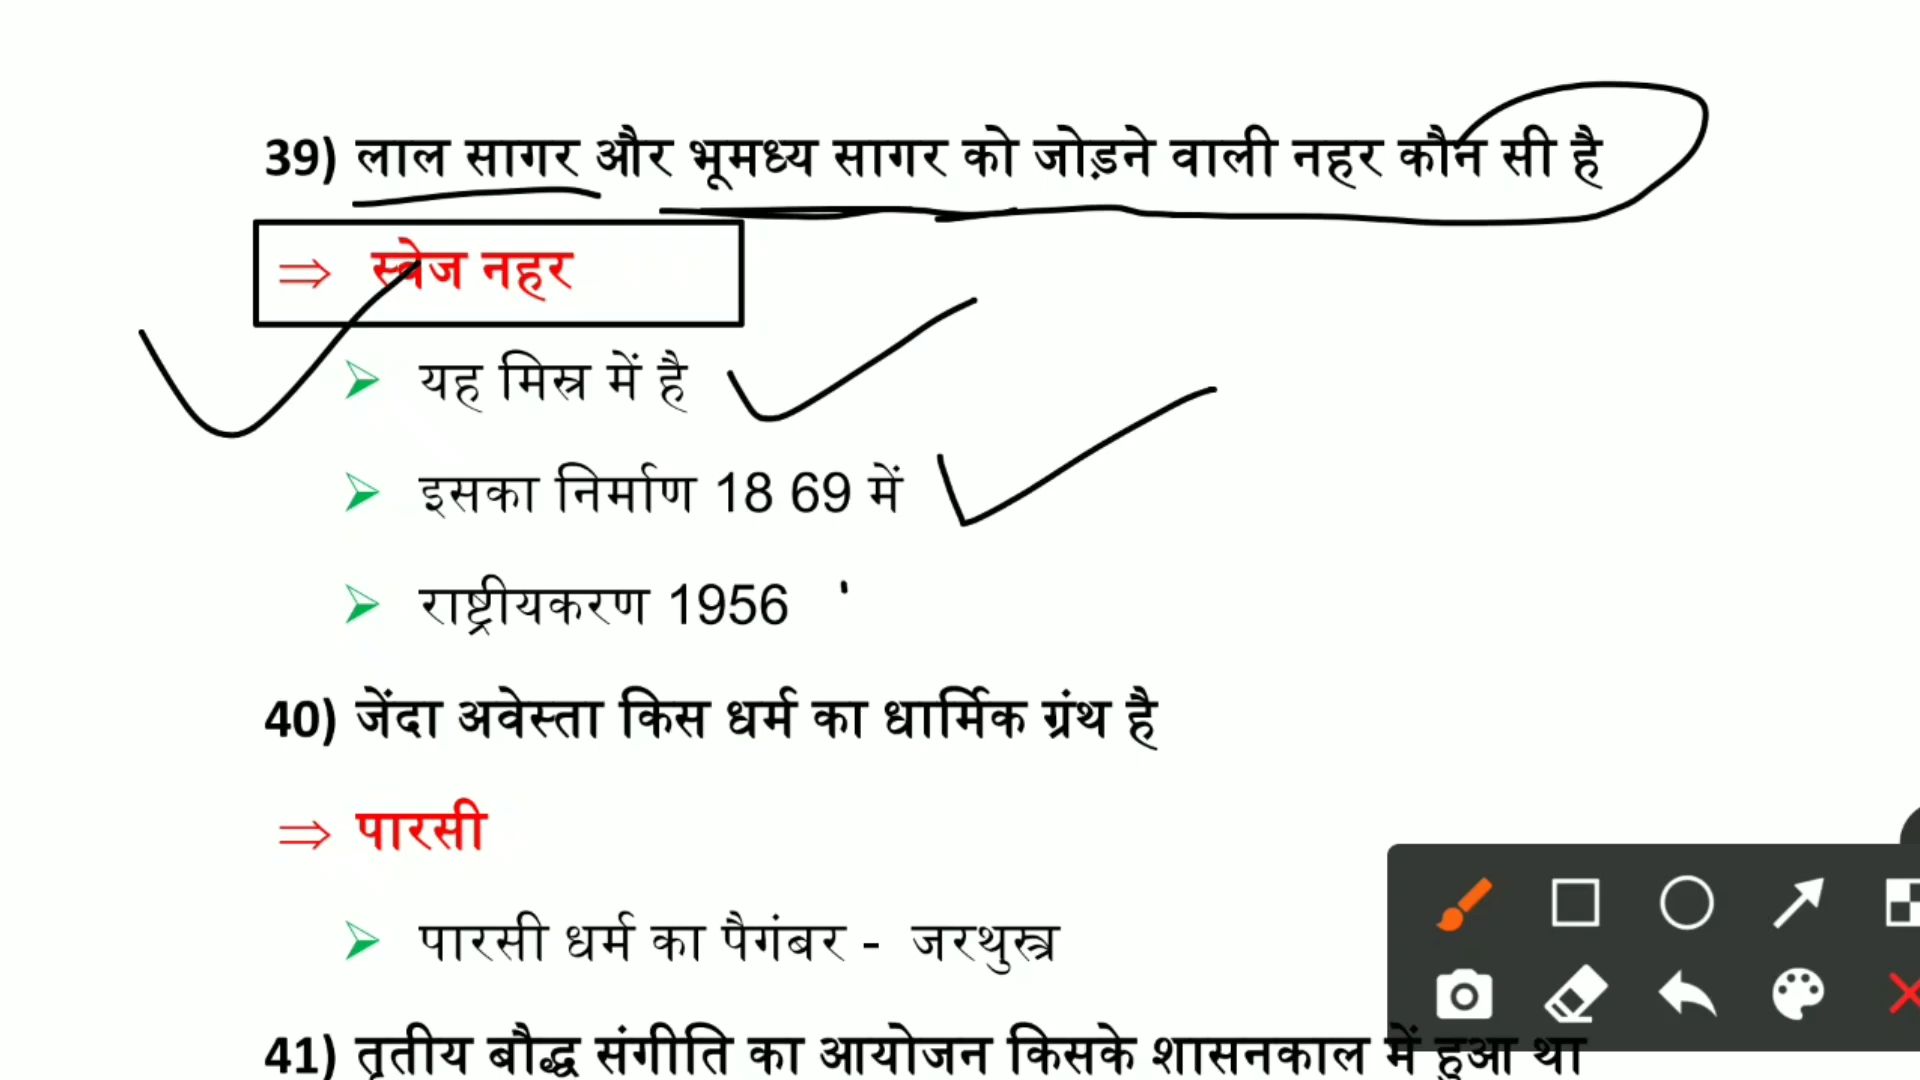 39) लाल सागर और भूमध्य सागर को जोड़ने वाली नहर कौन सी है
⇒ स्वेज नहर
➢ यह मिस्र में है
➢ इसका निर्माण 18 69 में
➢ राष्ट्रीयकरण 1956
40) जेंदा अवेस्ता किस धर्म का धार्मिक ग्रंथ है
⇒ पारसी
➢ पारसी धर्म का पैगंबर - जरथुस्त्र
41) तृतीय बौद्ध संगीति का आयोजन किसके शासनकाल में हुआ था